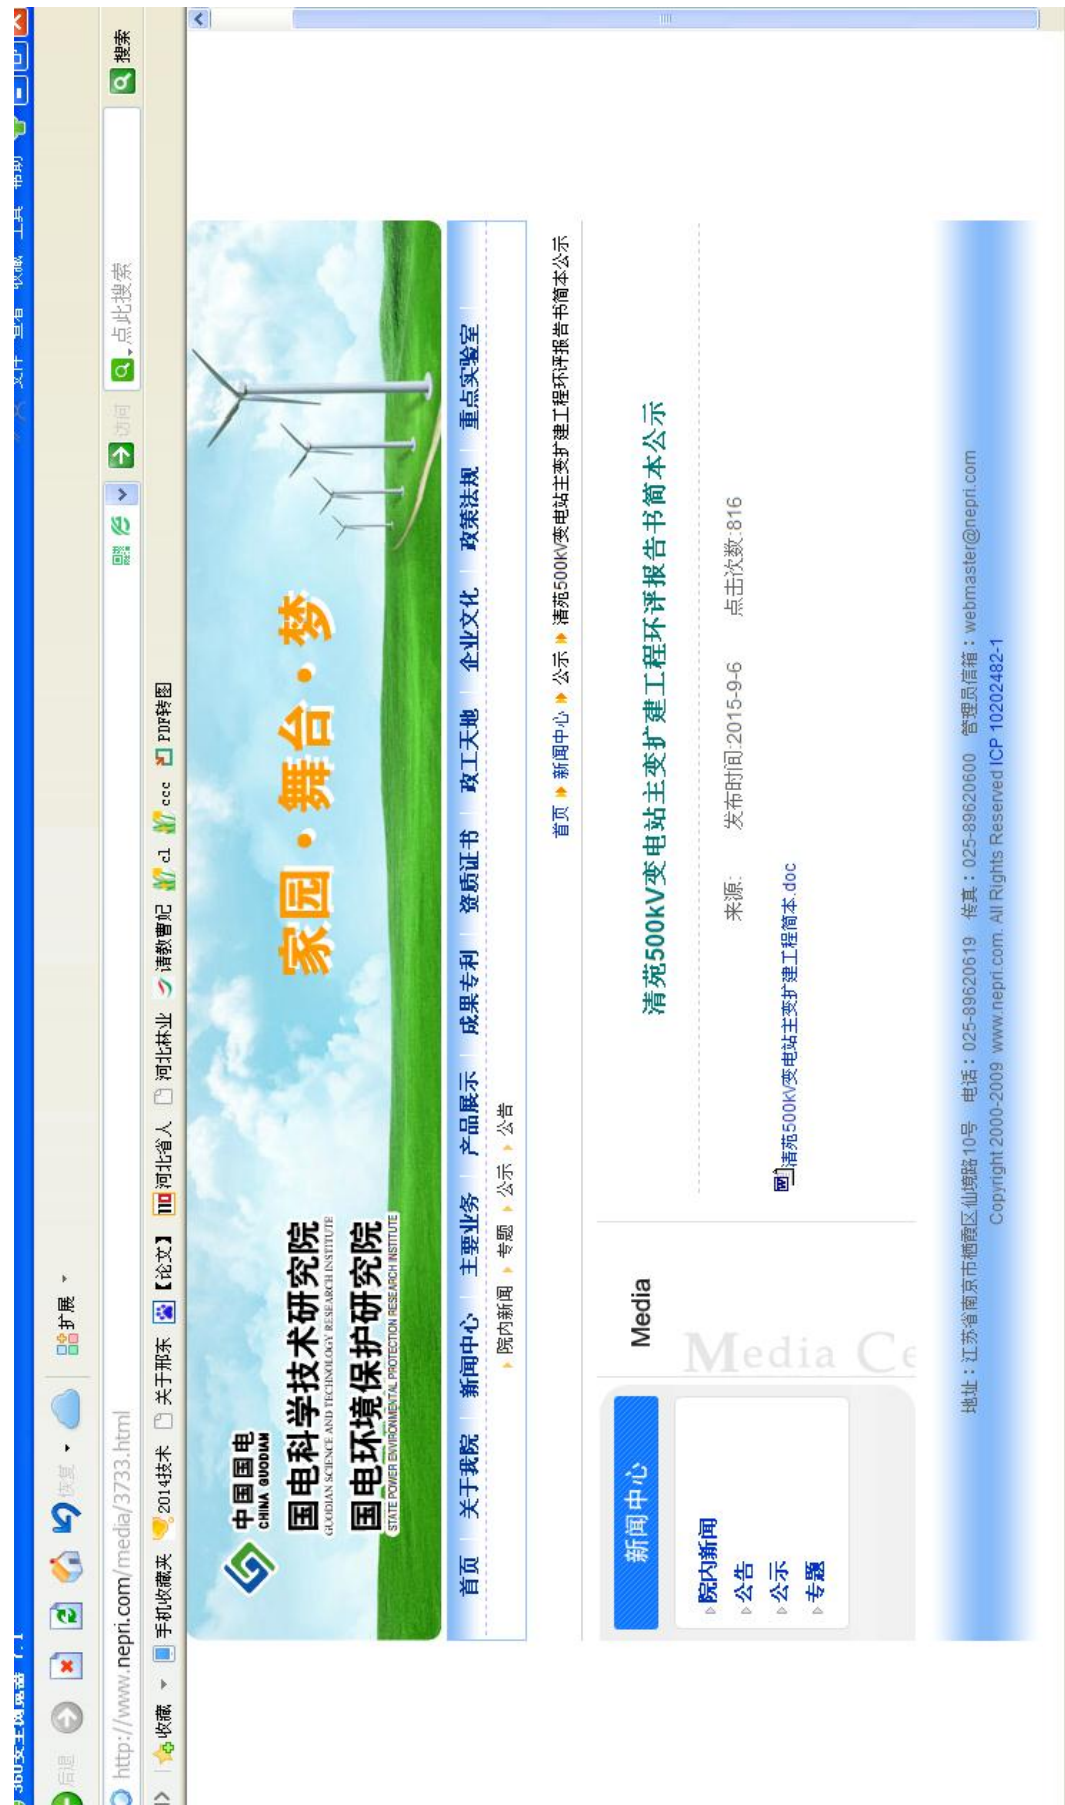 360安全浏览器 7.1
文件 查看 收藏 工具 帮助
后退 恢复 扩展
http://www.nepri.com/media/3733.html 访问 点此搜索 搜索
收藏 手机收藏夹 2014技术 关于邢东 【论文】 河北省人 河北林业 请教曹妃 cl ccc PDF转图
中国国电
CHINA GUODIAN
国电科学技术研究院
GUODIAN SCIENCE AND TECHNOLOGY RESEARCH INSTITUTE
国电环境保护研究院
STATE POWER ENVIRONMENTAL PROTECTION RESEARCH INSTITUTE
家园·舞台·梦
首页 关于我院 新闻中心 主要业务 产品展示 成果专利 资质证书 政工天地 企业文化 政策法规 重点实验室
院内新闻 专题 公示 公告
首页 新闻中心 公示 清苑500kV变电站主变扩建工程环评报告书简本公示
新闻中心
Media
Media Ce
院内新闻
公告
公示
专题
清苑500kV变电站主变扩建工程环评报告书简本公示
来源: 发布时间:2015-9-6 点击次数:816
清苑500kV变电站主变扩建工程简本.doc
地址：江苏省南京市栖霞区仙境路10号 电话：025-89620619 传真：025-89620600 管理员信箱：webmaster@nepri.com
Copyright 2000-2009 www.nepri.com. All Rights Reserved ICP 10202482-1